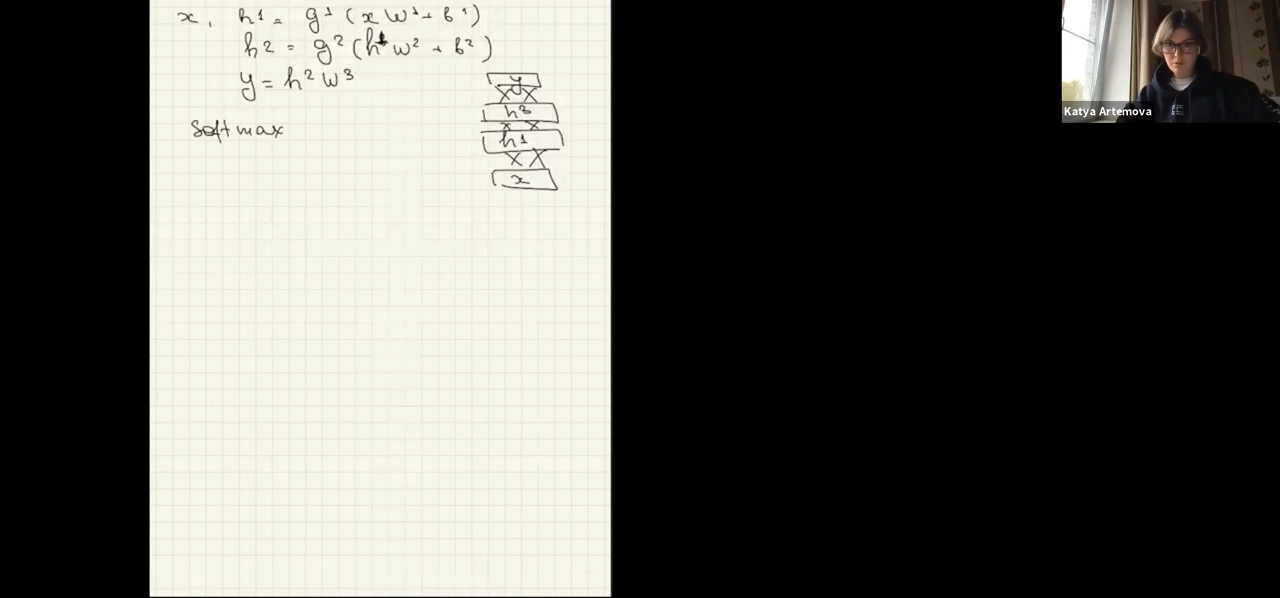 x, h¹ = g¹ (x W¹ + b¹)
h² = g² (h¹ W² + b²)
y = h² W³
Softmax
y
h²
h1
x
Katya Artemova